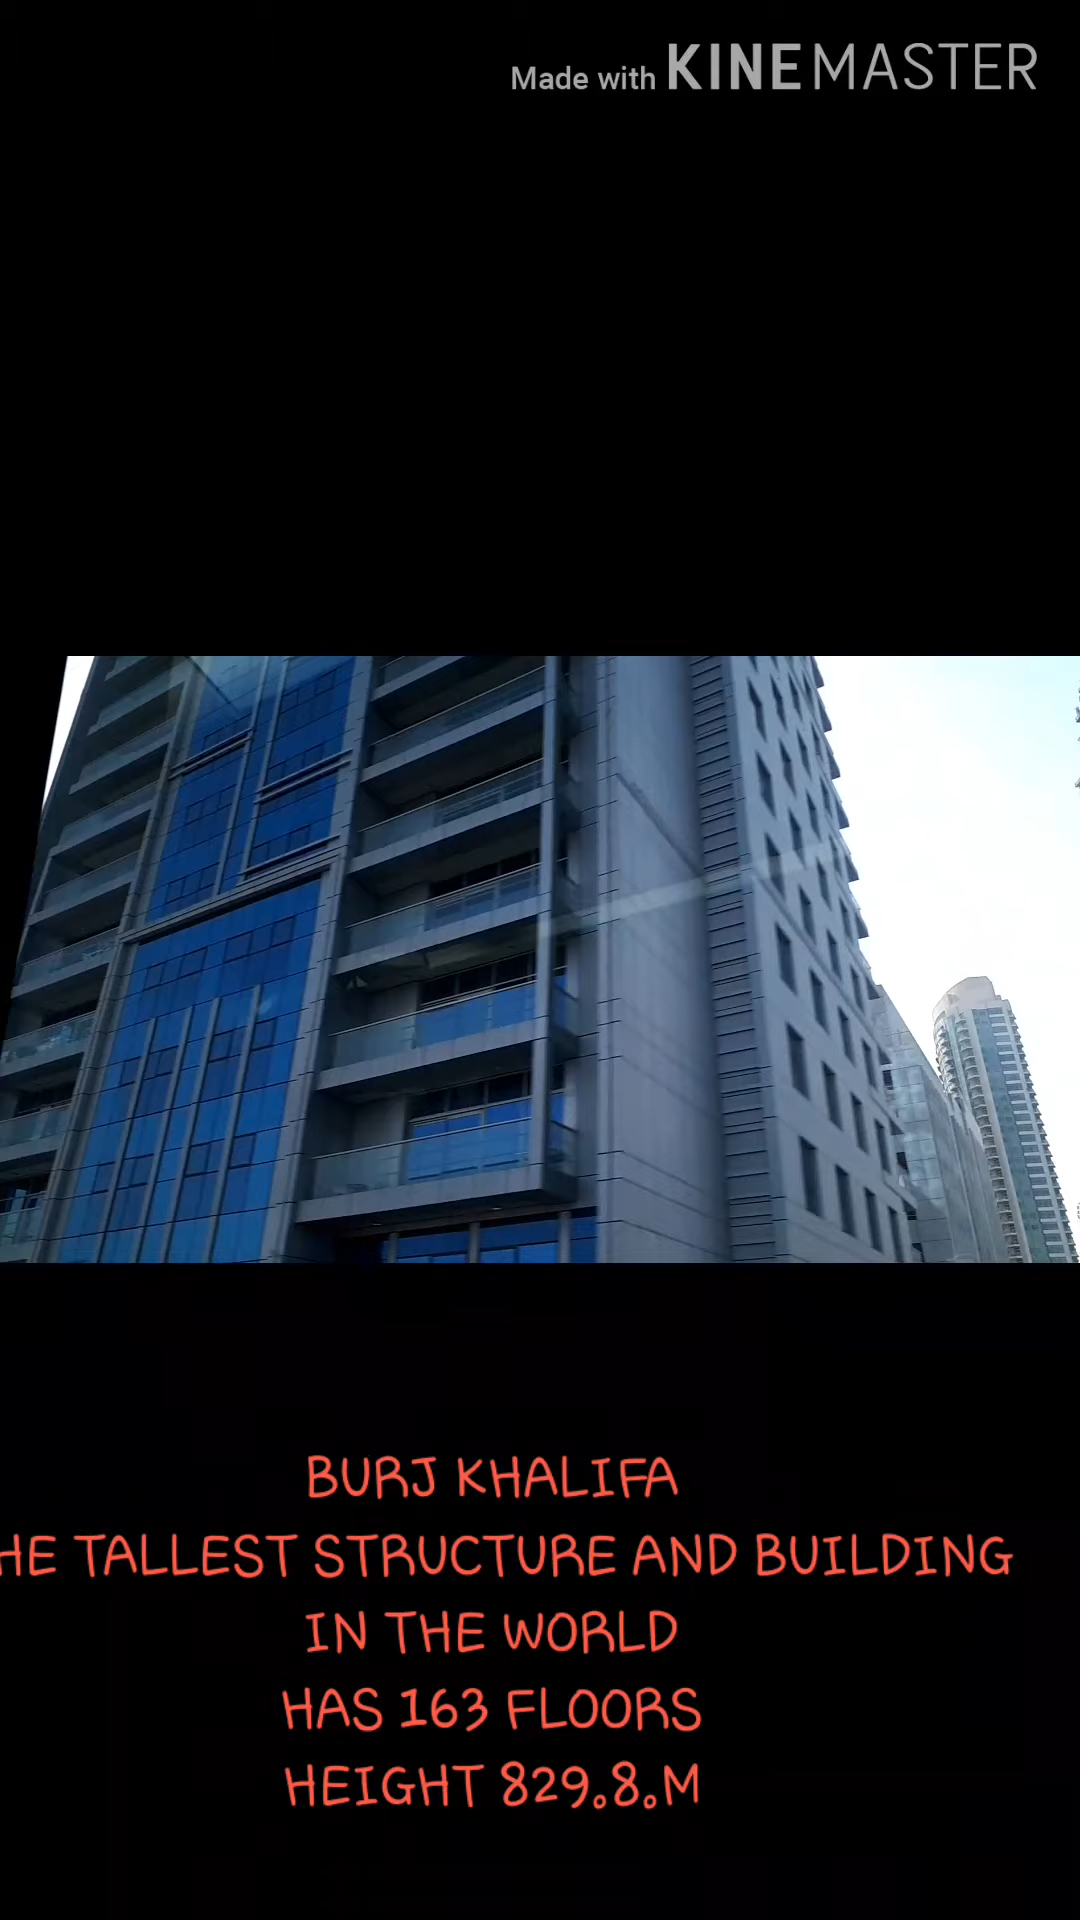 Made with KINEMASTER
BURJ KHALIFA
HE TALLEST STRUCTURE AND BUILDING
IN THE WORLD
HAS 163 FLOORS
HEIGHT 829.8.M